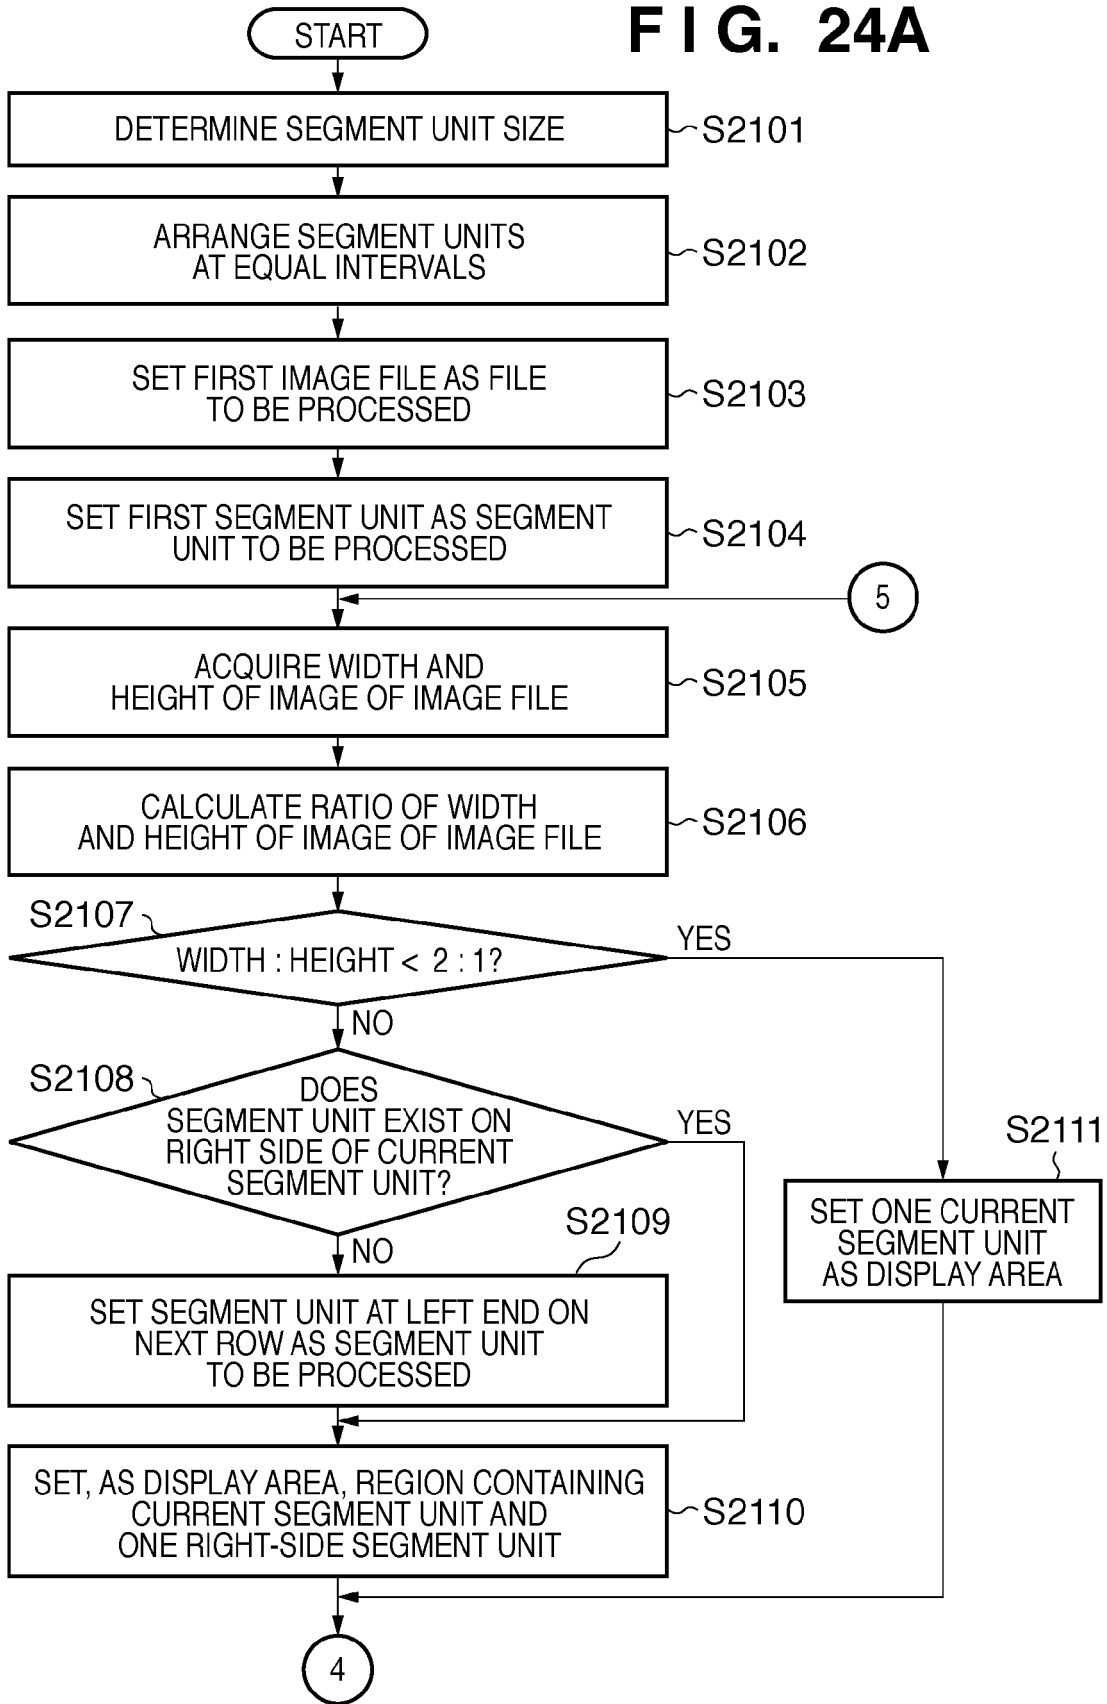 FIG. 24A
START
DETERMINE SEGMENT UNIT SIZE
S2101
ARRANGE SEGMENT UNITS
AT EQUAL INTERVALS
S2102
SET FIRST IMAGE FILE AS FILE
TO BE PROCESSED
S2103
SET FIRST SEGMENT UNIT AS SEGMENT
UNIT TO BE PROCESSED
S2104
5
ACQUIRE WIDTH AND
HEIGHT OF IMAGE OF IMAGE FILE
S2105
CALCULATE RATIO OF WIDTH
AND HEIGHT OF IMAGE OF IMAGE FILE
S2106
S2107
WIDTH : HEIGHT < 2 : 1?
YES
NO
S2108
DOES
SEGMENT UNIT EXIST ON
RIGHT SIDE OF CURRENT
SEGMENT UNIT?
YES
NO
S2111
SET ONE CURRENT
SEGMENT UNIT
AS DISPLAY AREA
S2109
SET SEGMENT UNIT AT LEFT END ON
NEXT ROW AS SEGMENT UNIT
TO BE PROCESSED
SET, AS DISPLAY AREA, REGION CONTAINING
CURRENT SEGMENT UNIT AND
ONE RIGHT-SIDE SEGMENT UNIT
S2110
4